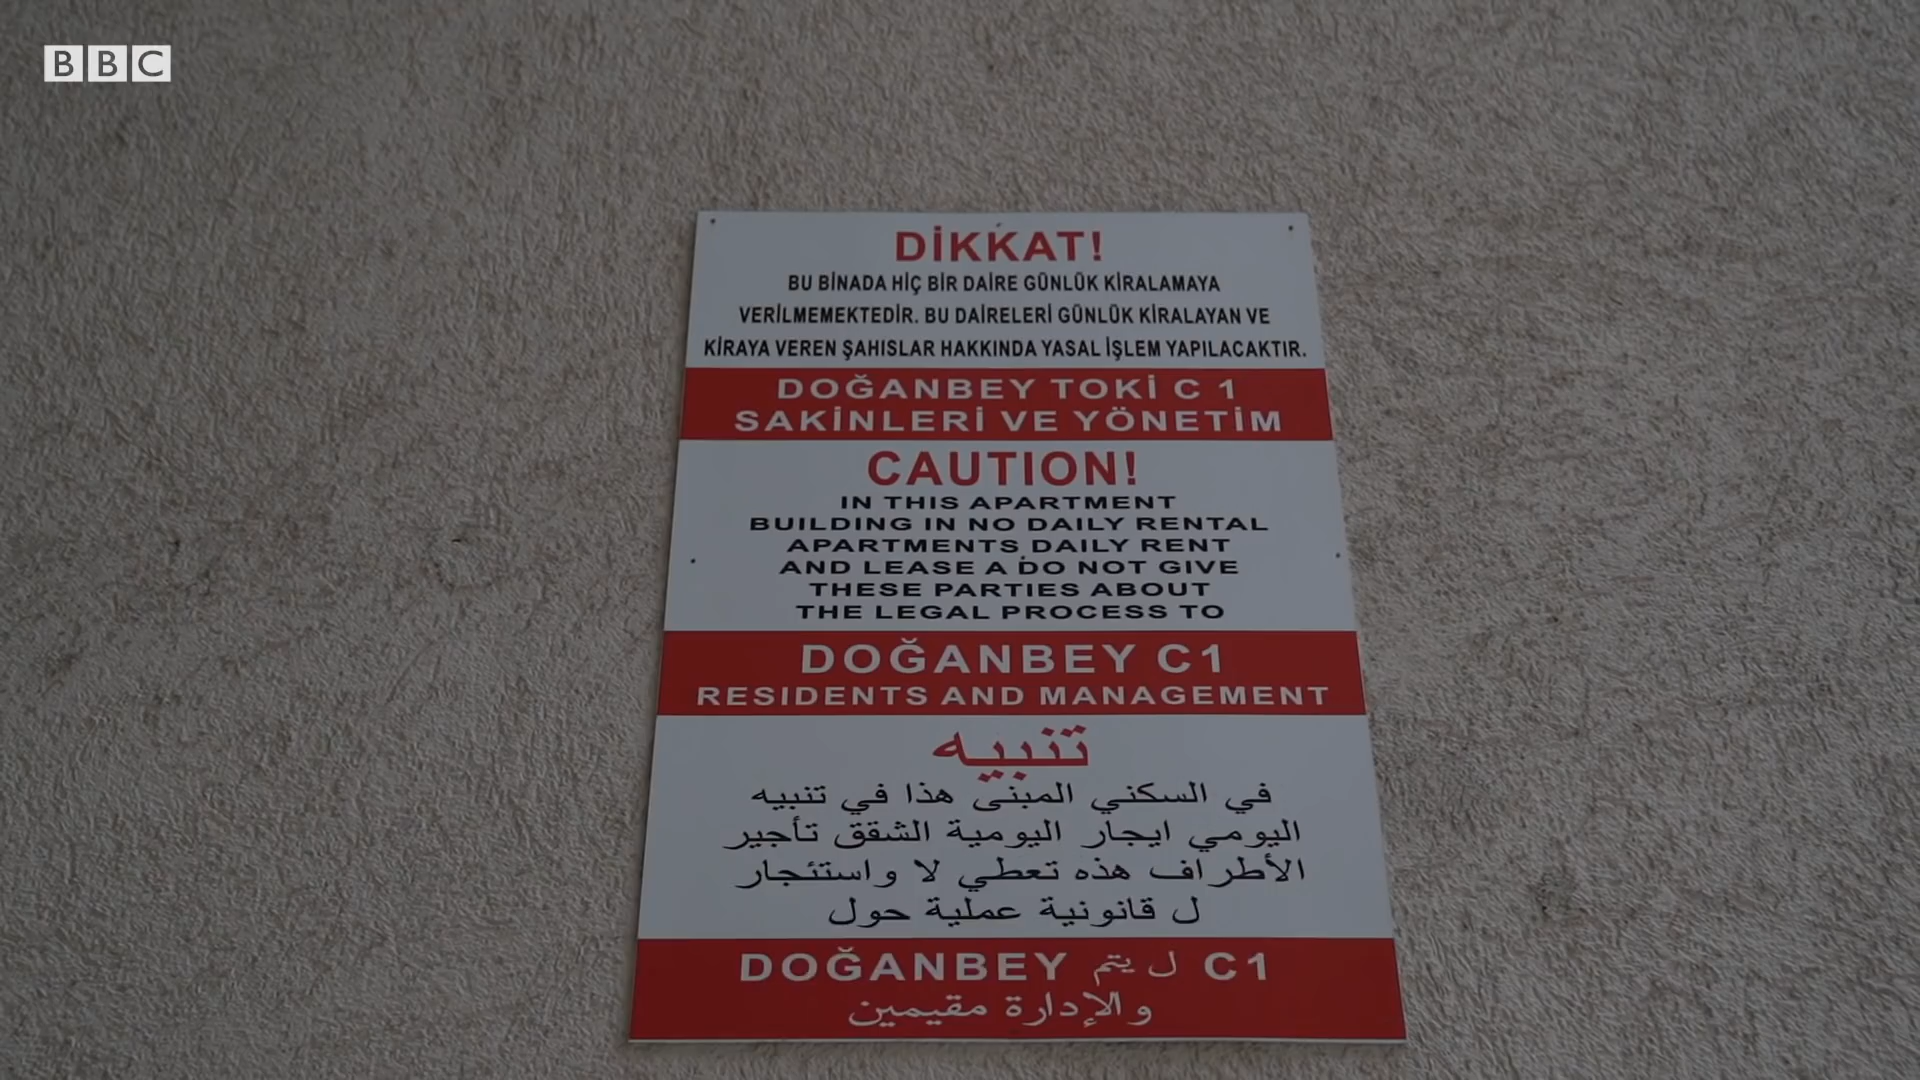 BBC
DİKKAT!
BU BİNADA HİÇ BİR DAİRE GÜNLÜK KİRALAMAYA
VERİLMEMEKTEDİR. BU DAİRELERİ GÜNLÜK KİRALAYAN VE
KİRAYA VEREN ŞAHISLAR HAKKINDA YASAL İŞLEM YAPILACAKTIR.
DOĞANBEY TOKİ C 1
SAKİNLERİ VE YÖNETİM
CAUTION!
IN THIS APARTMENT
BUILDING IN NO DAILY RENTAL
APARTMENTS DAILY RENT
AND LEASE A DO NOT GIVE
THESE PARTIES ABOUT
THE LEGAL PROCESS TO
DOĞANBEY C1
RESIDENTS AND MANAGEMENT
تنبيه
في السكني المبنى هذا في تنبيه
اليومي ايجار اليومية الشقق تأجير
الأطراف هذه تعطي لا واستئجار
ل قانونية عملية حول
DOĞANBEY ل يتم C1
والإدارة مقيمين